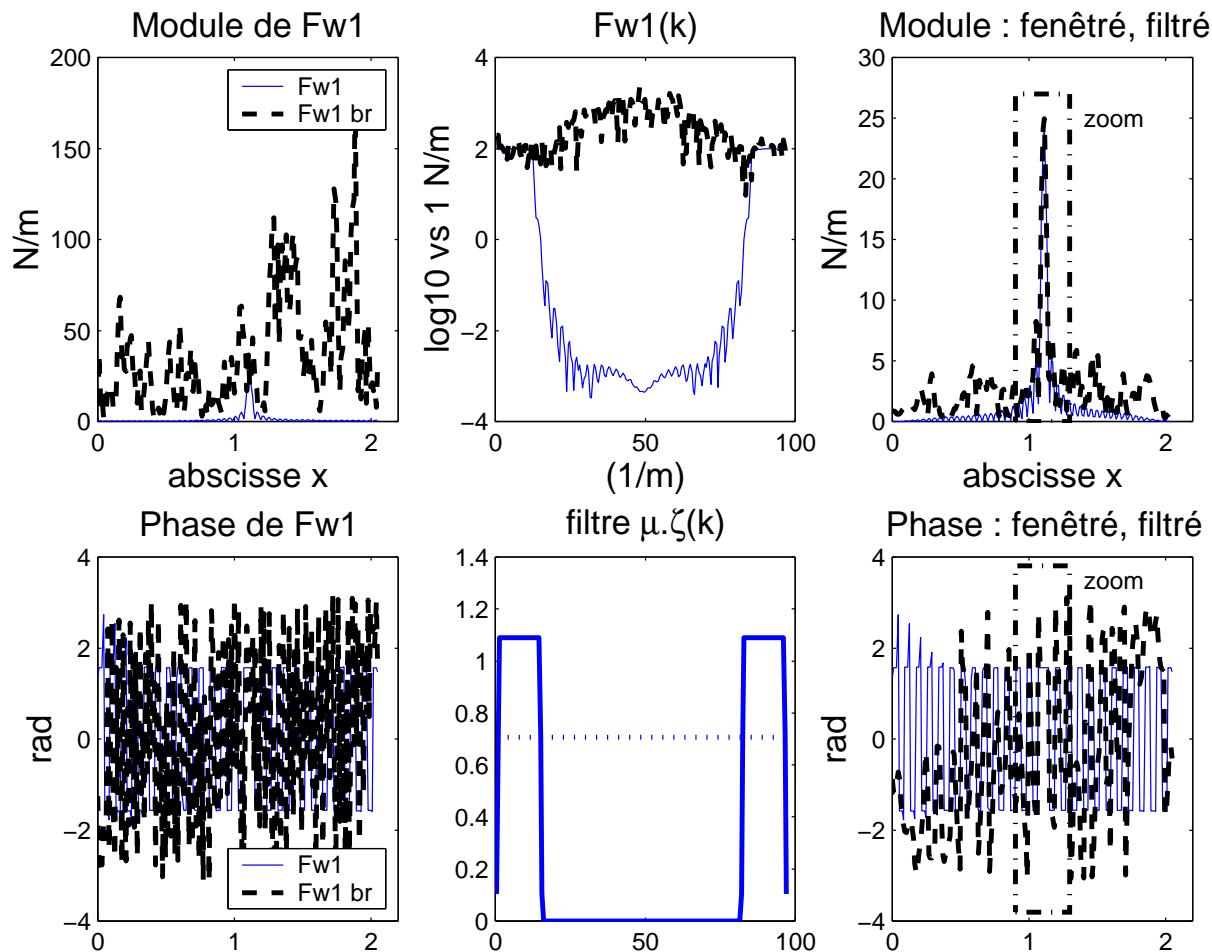 Module de Fw1
200
150
100
50
0
N/m
Fw1
Fw1 br
0 1 2
abscisse x
Fw1(k)
4
2
0
−2
−4
log10 vs 1 N/m
0 50 100
(1/m)
Module : fenêtré, filtré
30
25
20
15
10
5
0
N/m
zoom
0 1 2
abscisse x
Phase de Fw1
4
2
0
−2
−4
rad
Fw1
Fw1 br
0 1 2
filtre μ.ζ(k)
1.4
1.2
1
0.8
0.6
0.4
0.2
0
0 50 100
Phase : fenêtré, filtré
4
2
0
−2
−4
rad
zoom
0 1 2